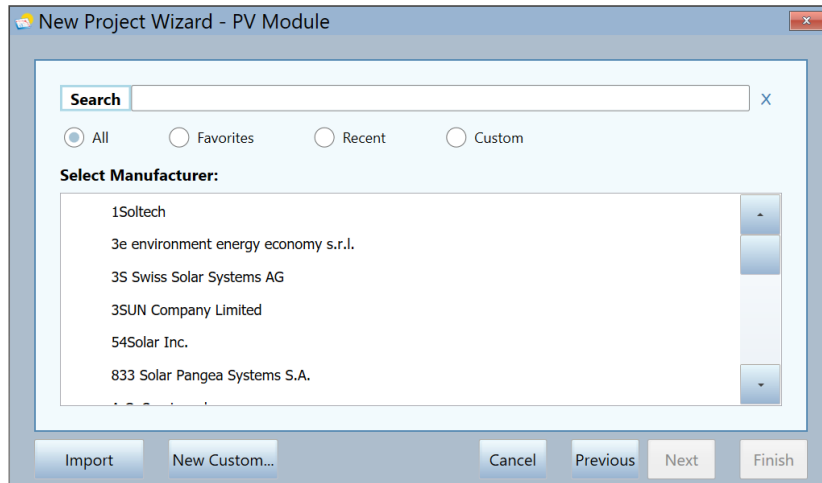 New Project Wizard - PV Module
x
Search
X
All Favorites Recent Custom
Select Manufacturer:
1Soltech
3e environment energy economy s.r.l.
3S Swiss Solar Systems AG
3SUN Company Limited
54Solar Inc.
833 Solar Pangea Systems S.A.
Import New Custom... Cancel Previous Next Finish